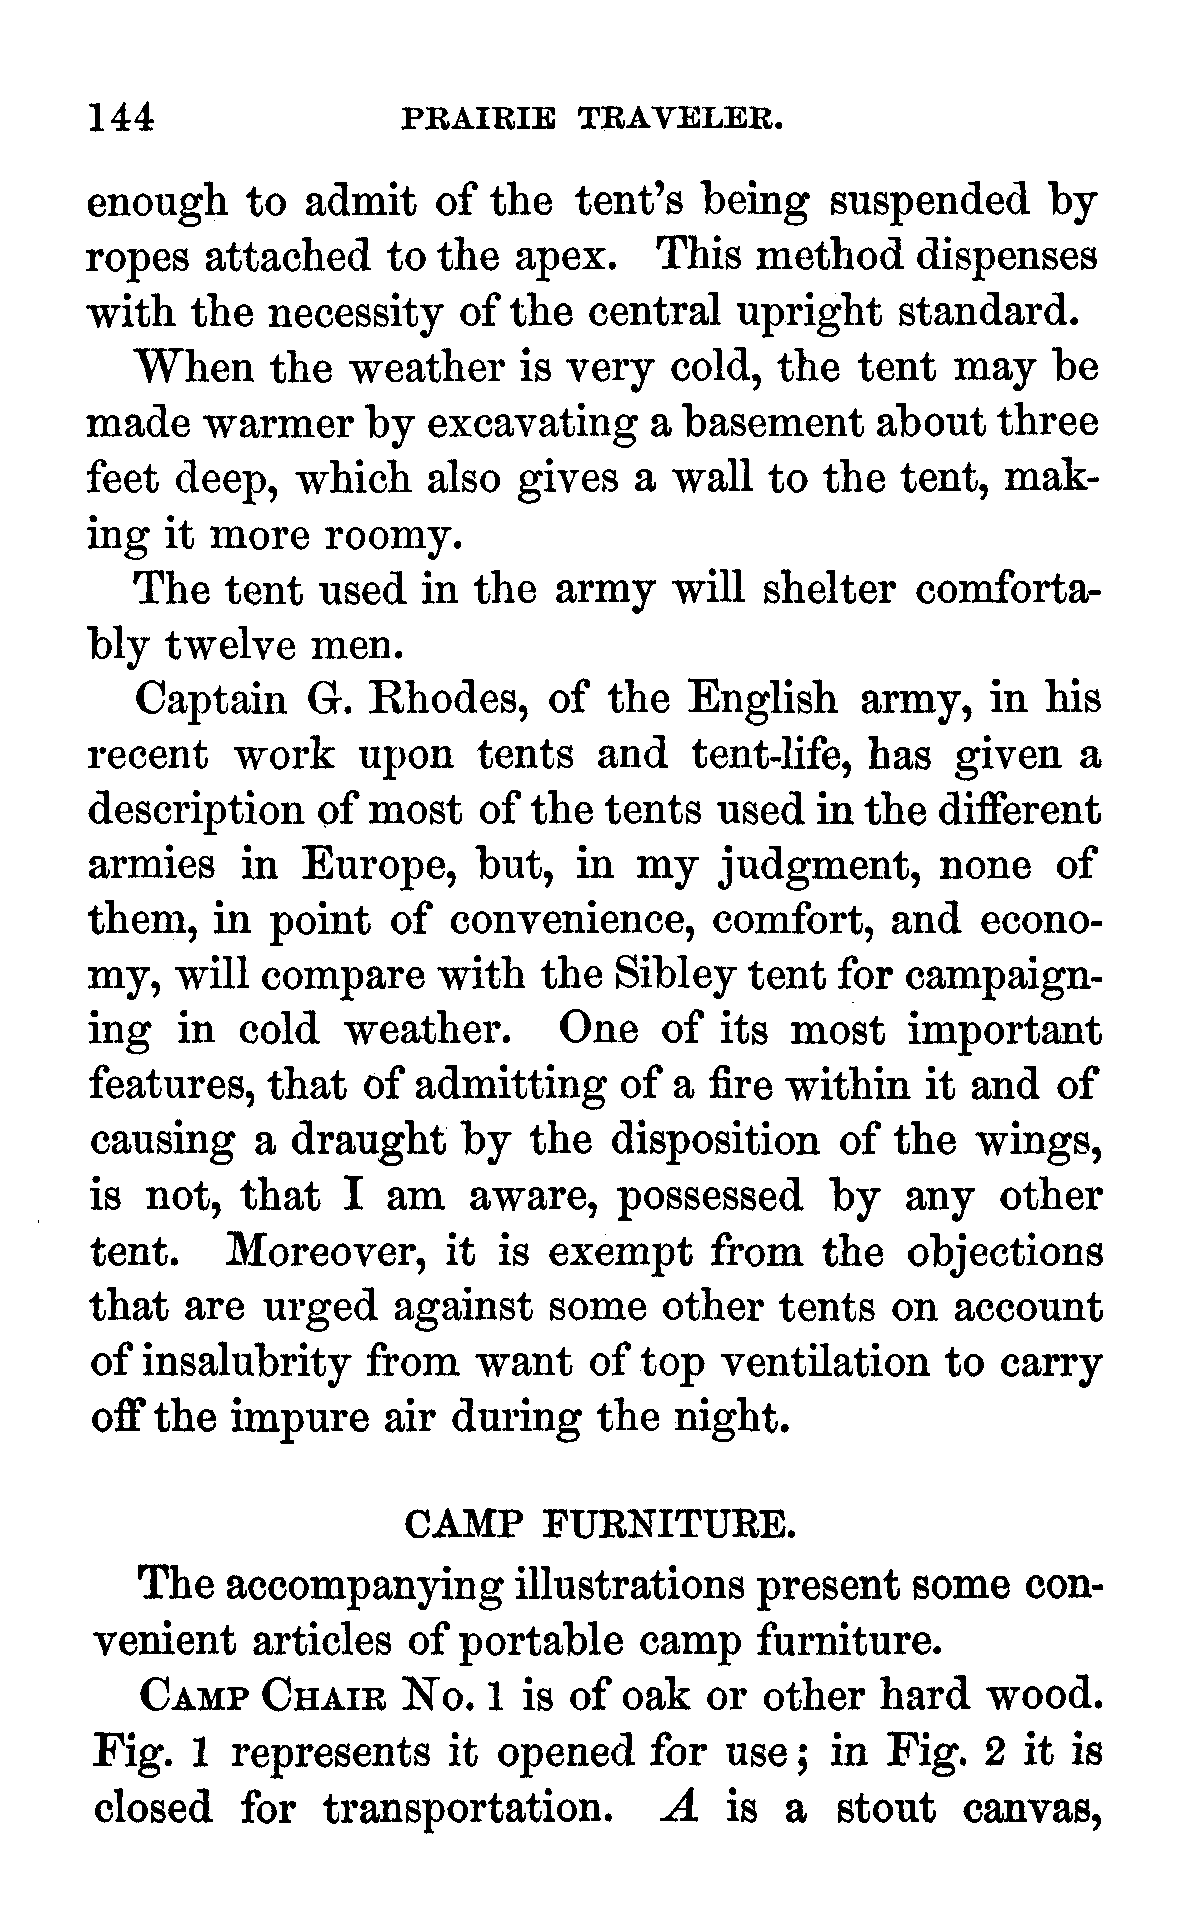 144 PRAIRIE TRAVELER.
enough to admit of the tent's being suspended by
ropes attached to the apex. This method dispenses
with the necessity of the central upright standard.
When the weather is very cold, the tent may be
made warmer by excavating a basement about three
feet deep, which also gives a wall to the tent, mak-
ing it more roomy.
The tent used in the army will shelter comforta-
bly twelve men.
Captain G. Rhodes, of the English army, in his
recent work upon tents and tent-life, has given a
description of most of the tents used in the different
armies in Europe, but, in my judgment, none of
them, in point of convenience, comfort, and econo-
my, will compare with the Sibley tent for campaign-
ing in cold weather. One of its most important
features, that of admitting of a fire within it and of
causing a draught by the disposition of the wings,
is not, that I am aware, possessed by any other
tent. Moreover, it is exempt from the objections
that are urged against some other tents on account
of insalubrity from want of top ventilation to carry
off the impure air during the night.
CAMP FURNITURE.
The accompanying illustrations present some con-
venient articles of portable camp furniture.
CAMP CHAIR NO. 1 is of oak or other hard wood.
Fig. 1 represents it opened for use; in Fig. 2 it is
closed for transportation. A is a stout canvas,